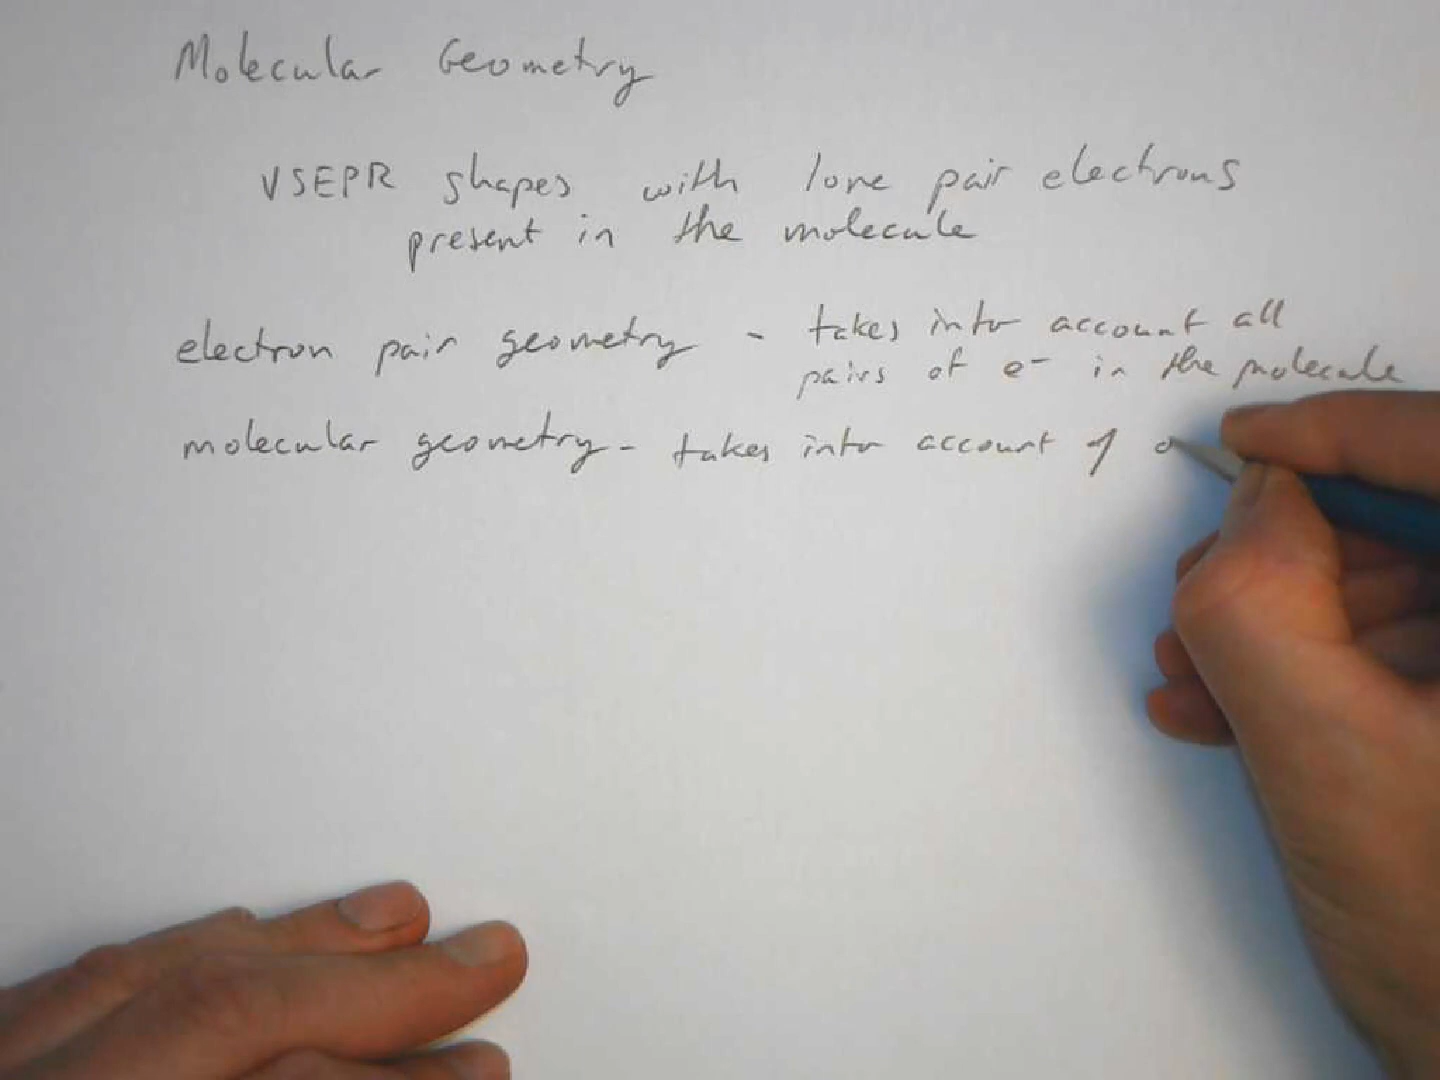 Molecular Geometry
VSEPR shapes with lone pair electrons
present in the molecule
electron pair geometry - takes into account all
pairs of e⁻ in the molecule
molecular geometry - takes into account